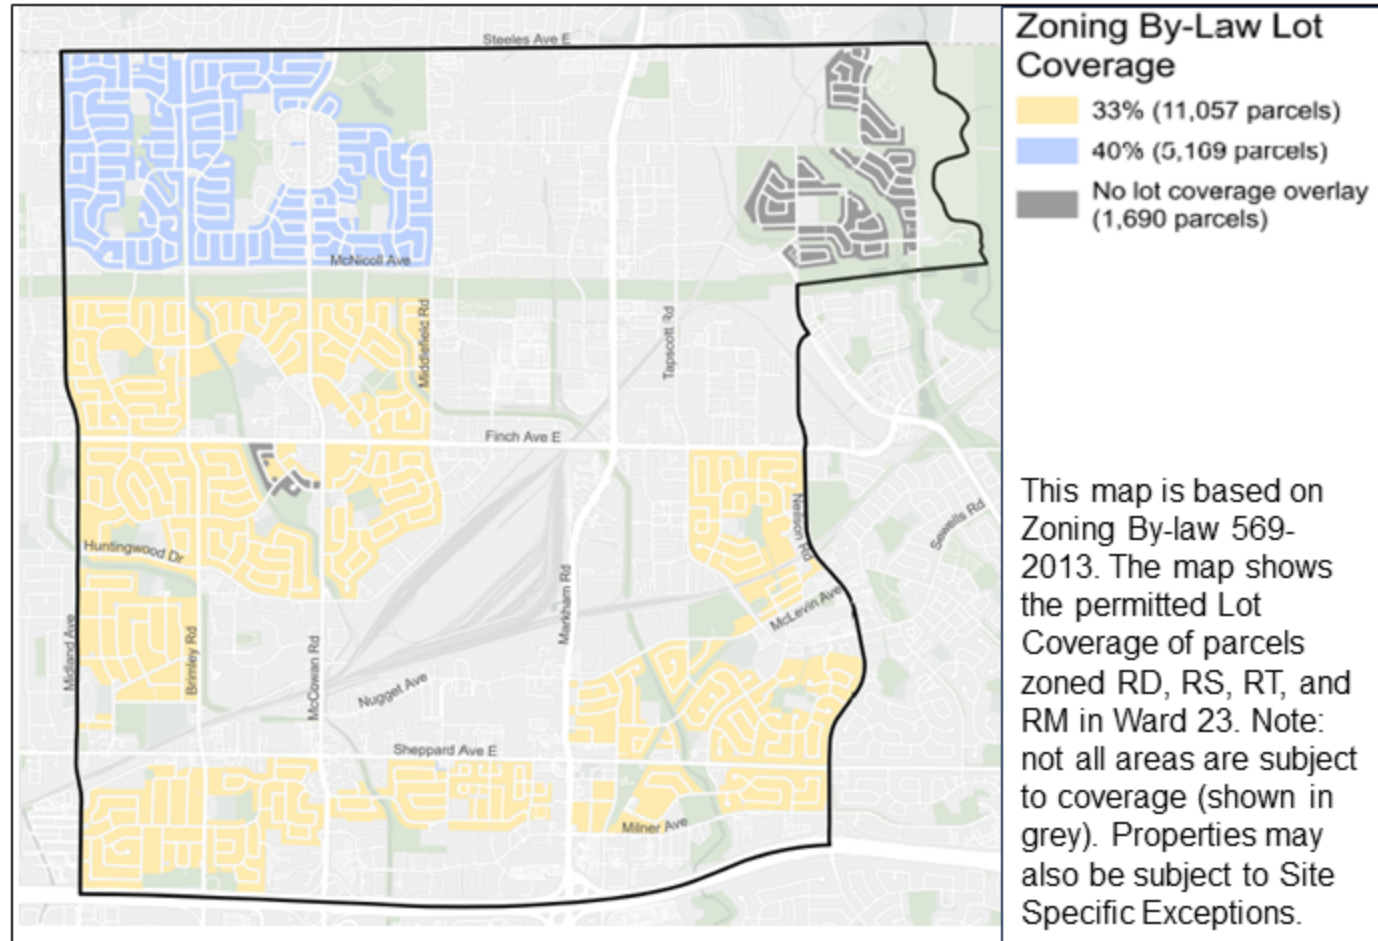 Steeles Ave E
McNicoll Ave
Middlefield Rd
Tapscott Rd
Finch Ave E
Neilson Rd
Sewells Rd
Huntingwood Dr
McLevin Ave
Midland Ave
Brimley Rd
McCowan Rd
Markham Rd
Nugget Ave
Sheppard Ave E
Milner Ave
Zoning By-Law Lot
Coverage
33% (11,057 parcels)
40% (5,169 parcels)
No lot coverage overlay
(1,690 parcels)
This map is based on
Zoning By-law 569-
2013. The map shows
the permitted Lot
Coverage of parcels
zoned RD, RS, RT, and
RM in Ward 23. Note:
not all areas are subject
to coverage (shown in
grey). Properties may
also be subject to Site
Specific Exceptions.